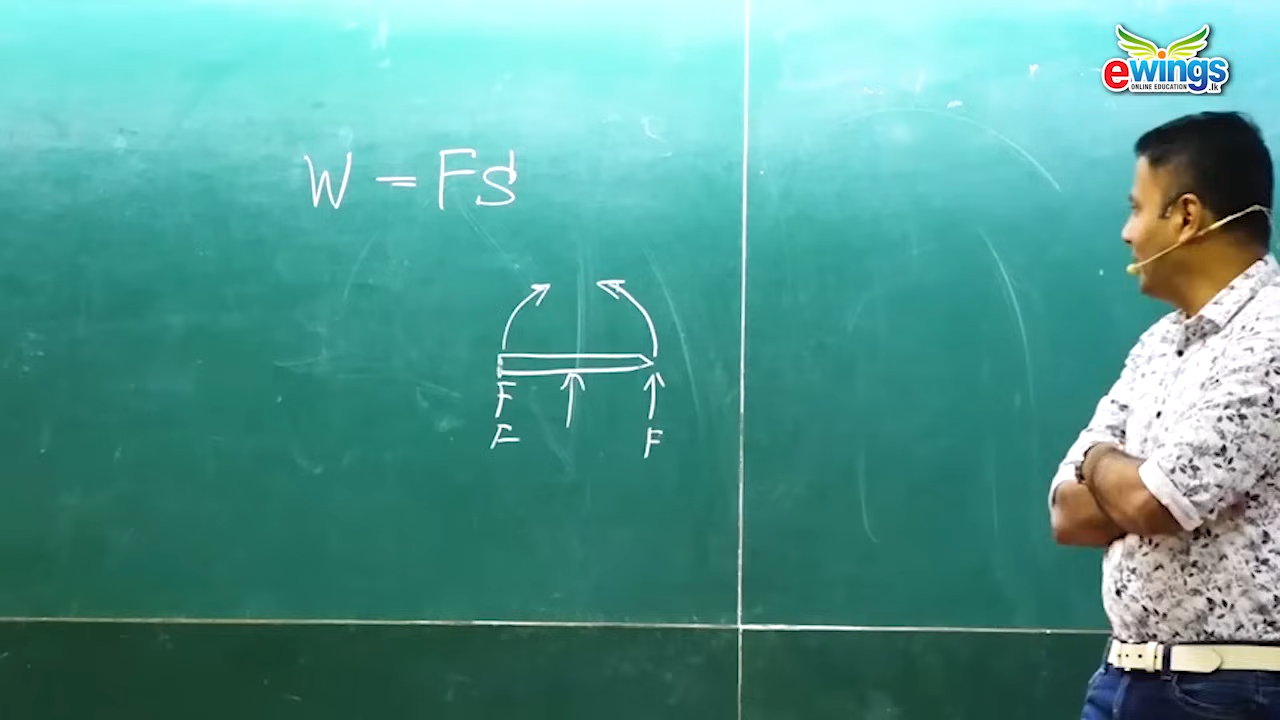 ewings
ONLINE EDUCATION .lk
W = FS
F
F F